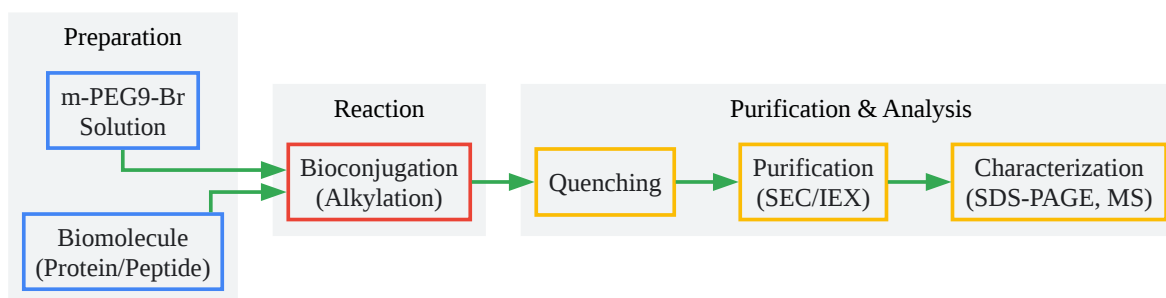 Preparation
m-PEG9-Br
Solution
Biomolecule
(Protein/Peptide)
Reaction
Bioconjugation
(Alkylation)
Purification & Analysis
Quenching
Purification
(SEC/IEX)
Characterization
(SDS-PAGE, MS)